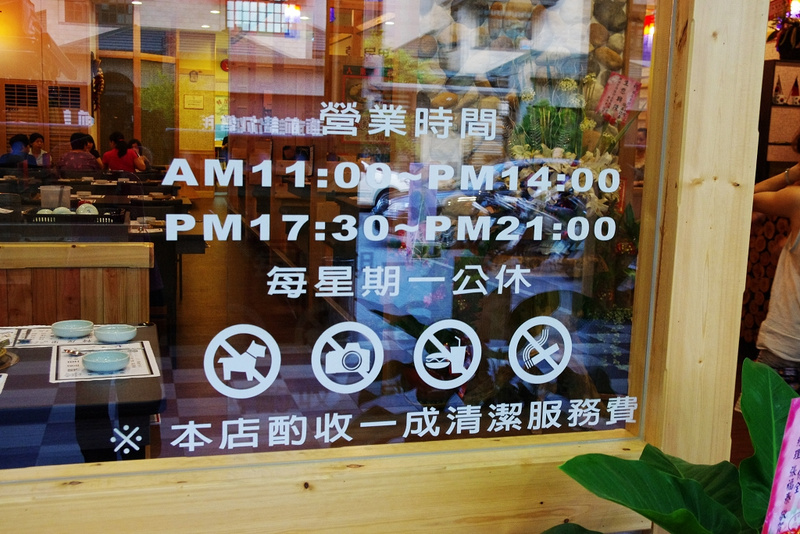 營業時間
AM11:00~PM14:00
PM17:30~PM21:00
每星期一公休
※ 本店酌收一成清潔服務費